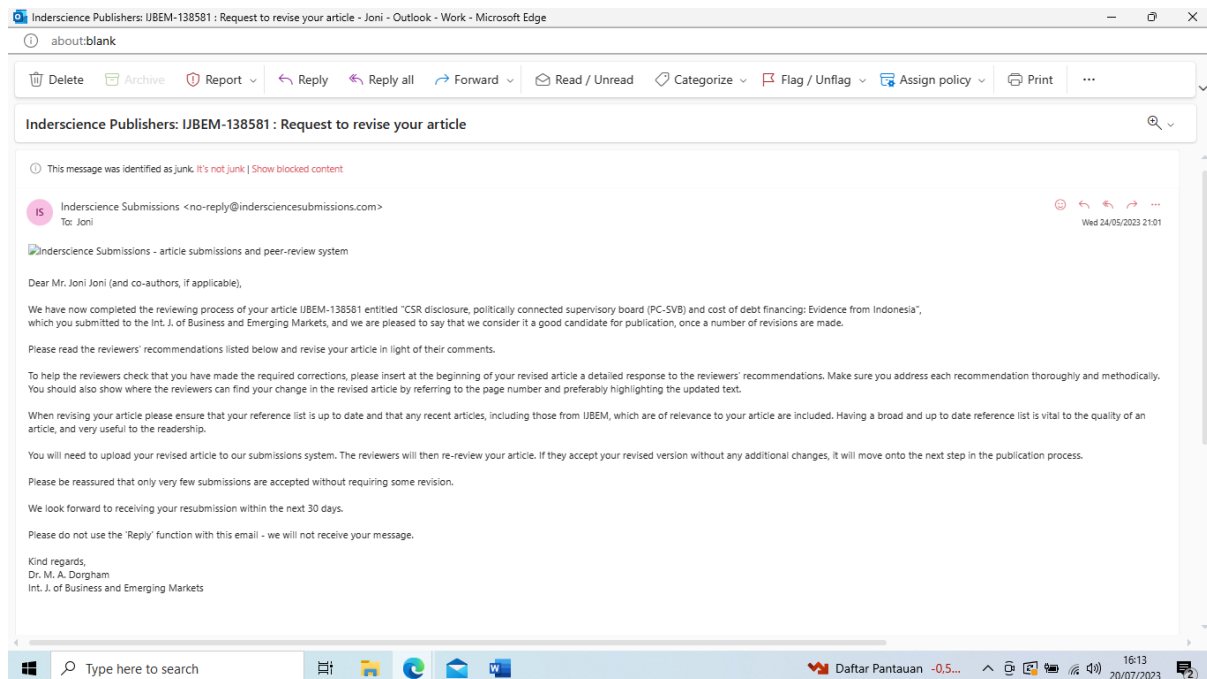 Inderscience Publishers: IJBEM-138581 : Request to revise your article - Joni - Outlook - Work - Microsoft Edge
about:blank
Delete Archive Report Reply Reply all Forward Read / Unread Categorize Flag / Unflag Assign policy Print ...
Inderscience Publishers: IJBEM-138581 : Request to revise your article
This message was identified as junk. It's not junk | Show blocked content
IS
Inderscience Submissions <no-reply@indersciencesubmissions.com>
To: Joni
Wed 24/05/2023 21:01
Inderscience Submissions - article submissions and peer-review system
Dear Mr. Joni Joni (and co-authors, if applicable),
We have now completed the reviewing process of your article IJBEM-138581 entitled "CSR disclosure, politically connected supervisory board (PC-SVB) and cost of debt financing: Evidence from Indonesia",
which you submitted to the Int. J. of Business and Emerging Markets, and we are pleased to say that we consider it a good candidate for publication, once a number of revisions are made.
Please read the reviewers' recommendations listed below and revise your article in light of their comments.
To help the reviewers check that you have made the required corrections, please insert at the beginning of your revised article a detailed response to the reviewers' recommendations. Make sure you address each recommendation thoroughly and methodically.
You should also show where the reviewers can find your change in the revised article by referring to the page number and preferably highlighting the updated text.
When revising your article please ensure that your reference list is up to date and that any recent articles, including those from IJBEM, which are of relevance to your article are included. Having a broad and up to date reference list is vital to the quality of an
article, and very useful to the readership.
You will need to upload your revised article to our submissions system. The reviewers will then re-review your article. If they accept your revised version without any additional changes, it will move onto the next step in the publication process.
Please be reassured that only very few submissions are accepted without requiring some revision.
We look forward to receiving your resubmission within the next 30 days.
Please do not use the 'Reply' function with this email - we will not receive your message.
Kind regards,
Dr. M. A. Dorgham
Int. J. of Business and Emerging Markets
Type here to search
Daftar Pantauan -0,5...
16:13
20/07/2023
2